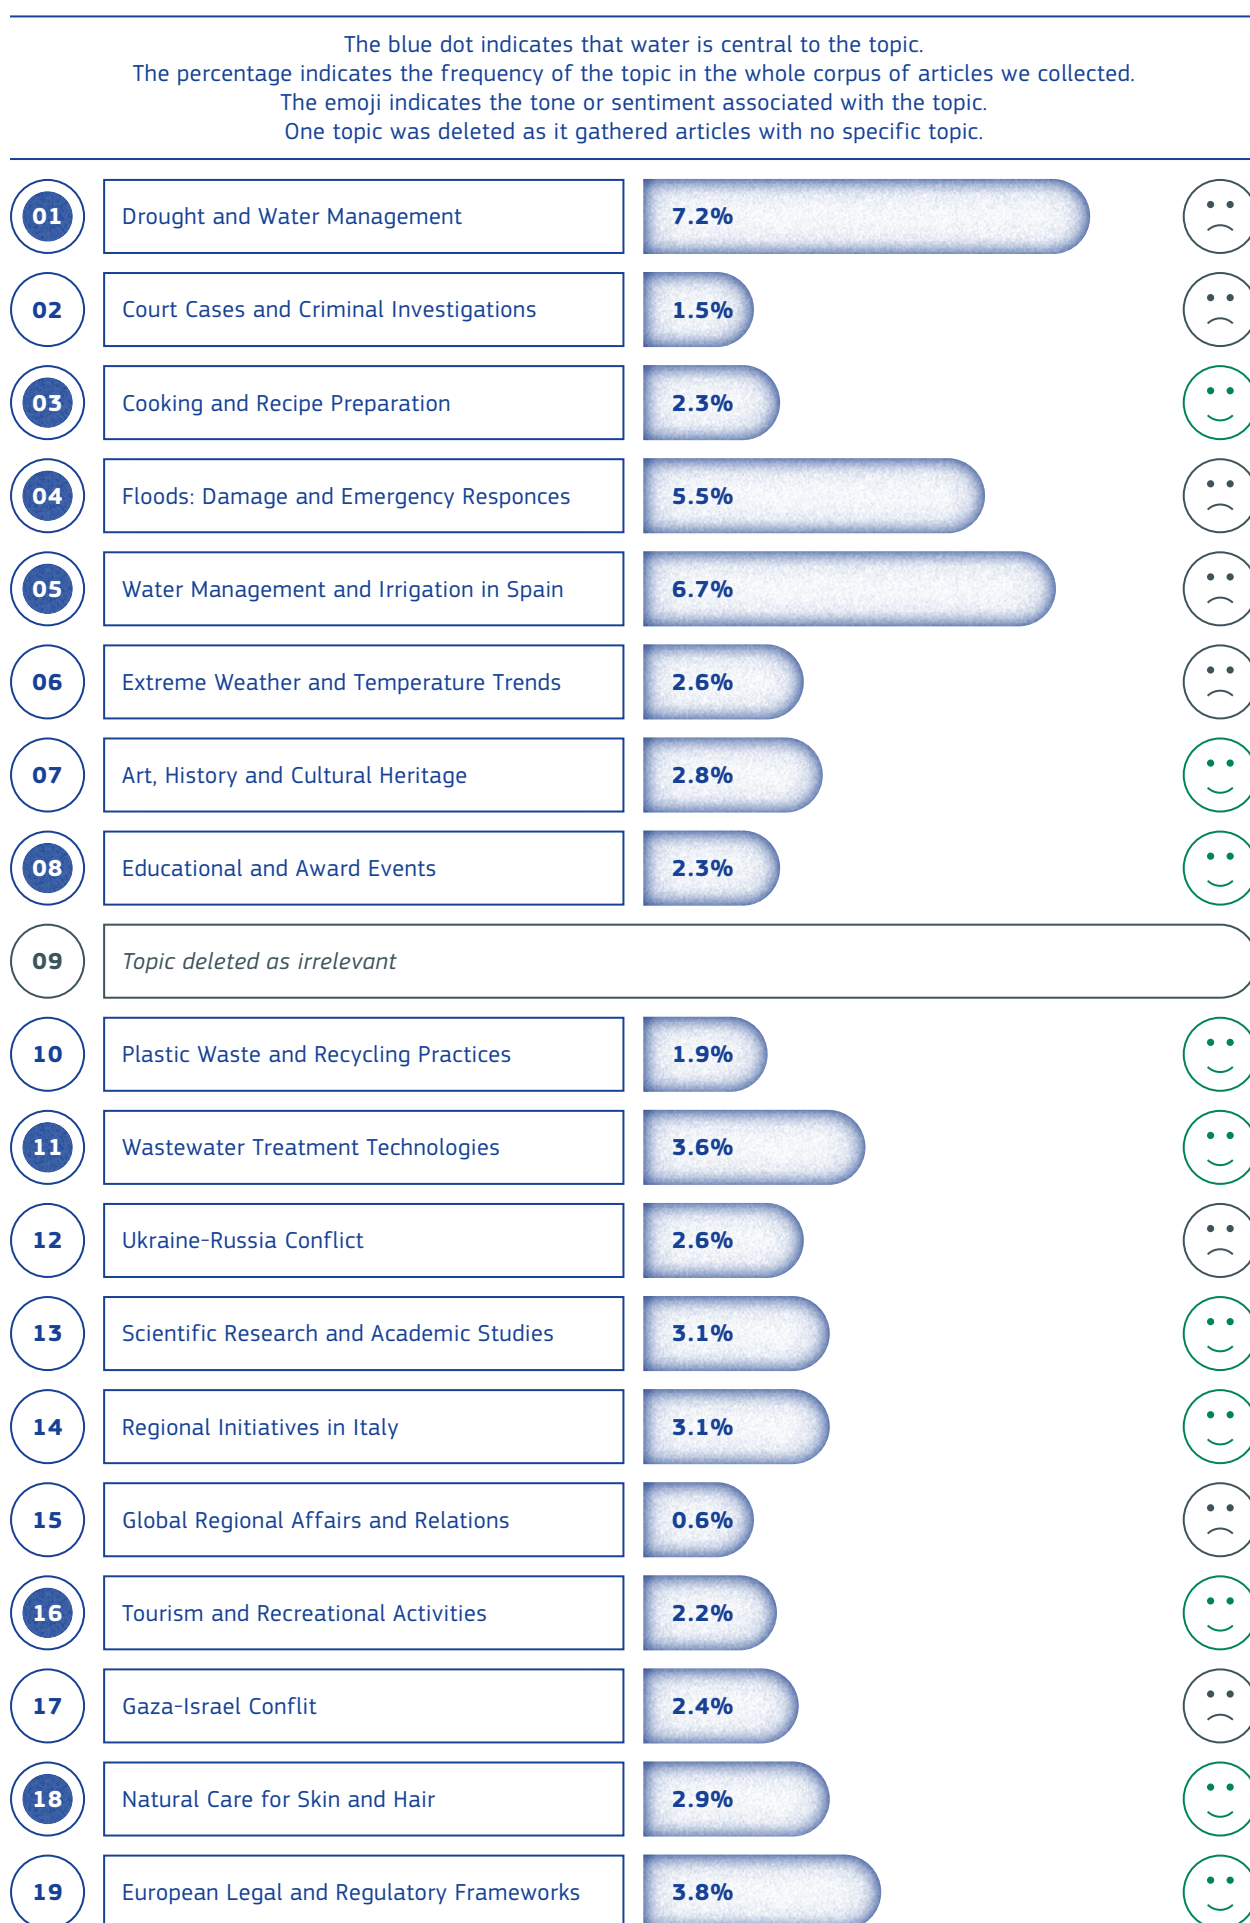 The blue dot indicates that water is central to the topic.
The percentage indicates the frequency of the topic in the whole corpus of articles we collected.
The emoji indicates the tone or sentiment associated with the topic.
One topic was deleted as it gathered articles with no specific topic.
01 Drought and Water Management 7.2%
02 Court Cases and Criminal Investigations 1.5%
03 Cooking and Recipe Preparation 2.3%
04 Floods: Damage and Emergency Responces 5.5%
05 Water Management and Irrigation in Spain 6.7%
06 Extreme Weather and Temperature Trends 2.6%
07 Art, History and Cultural Heritage 2.8%
08 Educational and Award Events 2.3%
09 Topic deleted as irrelevant
10 Plastic Waste and Recycling Practices 1.9%
11 Wastewater Treatment Technologies 3.6%
12 Ukraine-Russia Conflict 2.6%
13 Scientific Research and Academic Studies 3.1%
14 Regional Initiatives in Italy 3.1%
15 Global Regional Affairs and Relations 0.6%
16 Tourism and Recreational Activities 2.2%
17 Gaza-Israel Conflit 2.4%
18 Natural Care for Skin and Hair 2.9%
19 European Legal and Regulatory Frameworks 3.8%